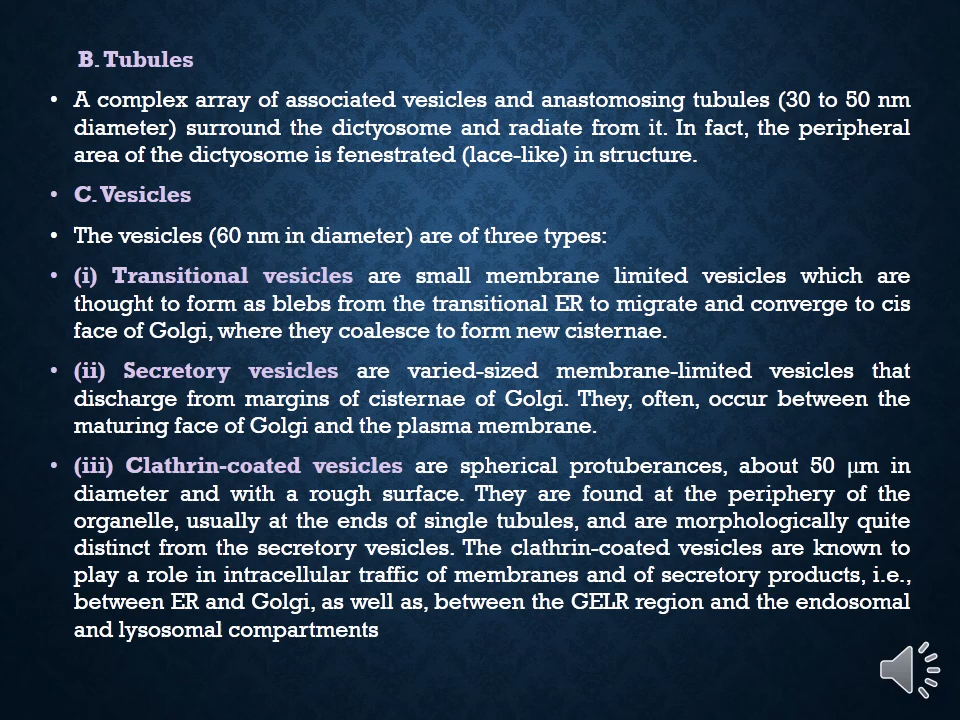 B. Tubules
• A complex array of associated vesicles and anastomosing tubules (30 to 50 nm
diameter) surround the dictyosome and radiate from it. In fact, the peripheral
area of the dictyosome is fenestrated (lace-like) in structure.
• C. Vesicles
• The vesicles (60 nm in diameter) are of three types:
• (i) Transitional vesicles are small membrane limited vesicles which are
thought to form as blebs from the transitional ER to migrate and converge to cis
face of Golgi, where they coalesce to form new cisternae.
• (ii) Secretory vesicles are varied-sized membrane-limited vesicles that
discharge from margins of cisternae of Golgi. They, often, occur between the
maturing face of Golgi and the plasma membrane.
• (iii) Clathrin-coated vesicles are spherical protuberances, about 50 μm in
diameter and with a rough surface. They are found at the periphery of the
organelle, usually at the ends of single tubules, and are morphologically quite
distinct from the secretory vesicles. The clathrin-coated vesicles are known to
play a role in intracellular traffic of membranes and of secretory products, i.e.,
between ER and Golgi, as well as, between the GELR region and the endosomal
and lysosomal compartments